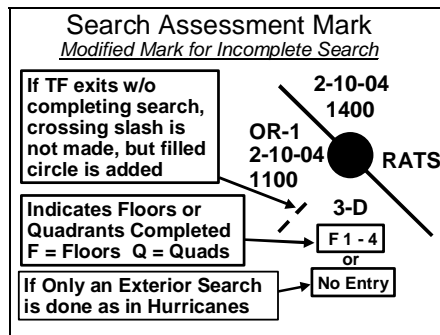 Search Assessment Mark
Modified Mark for Incomplete Search
If TF exits w/o
completing search,
crossing slash is
not made, but filled
circle is added
2-10-04
1400
OR-1
2-10-04
1100
RATS
3-D
Indicates Floors or
Quadrants Completed
F = Floors Q = Quads
F 1 - 4
or
No Entry
If Only an Exterior Search
is done as in Hurricanes